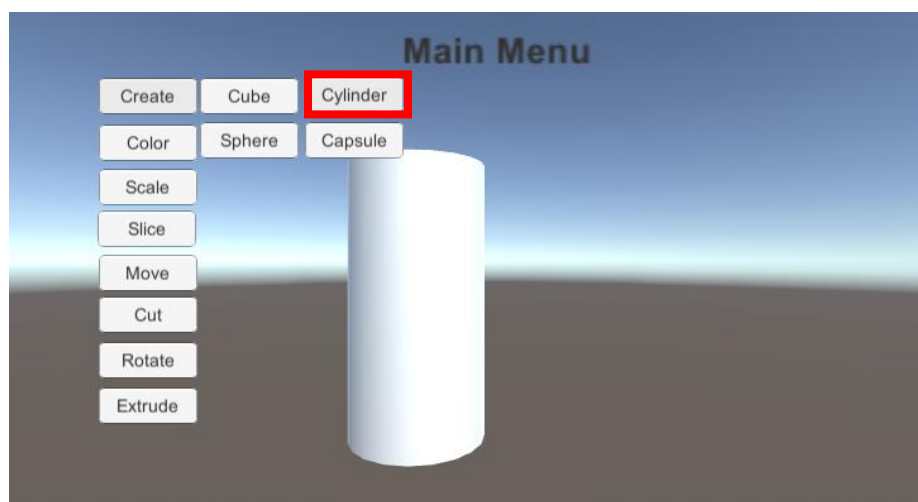 Main Menu
Create Cube Cylinder
Color Sphere Capsule
Scale
Slice
Move
Cut
Rotate
Extrude